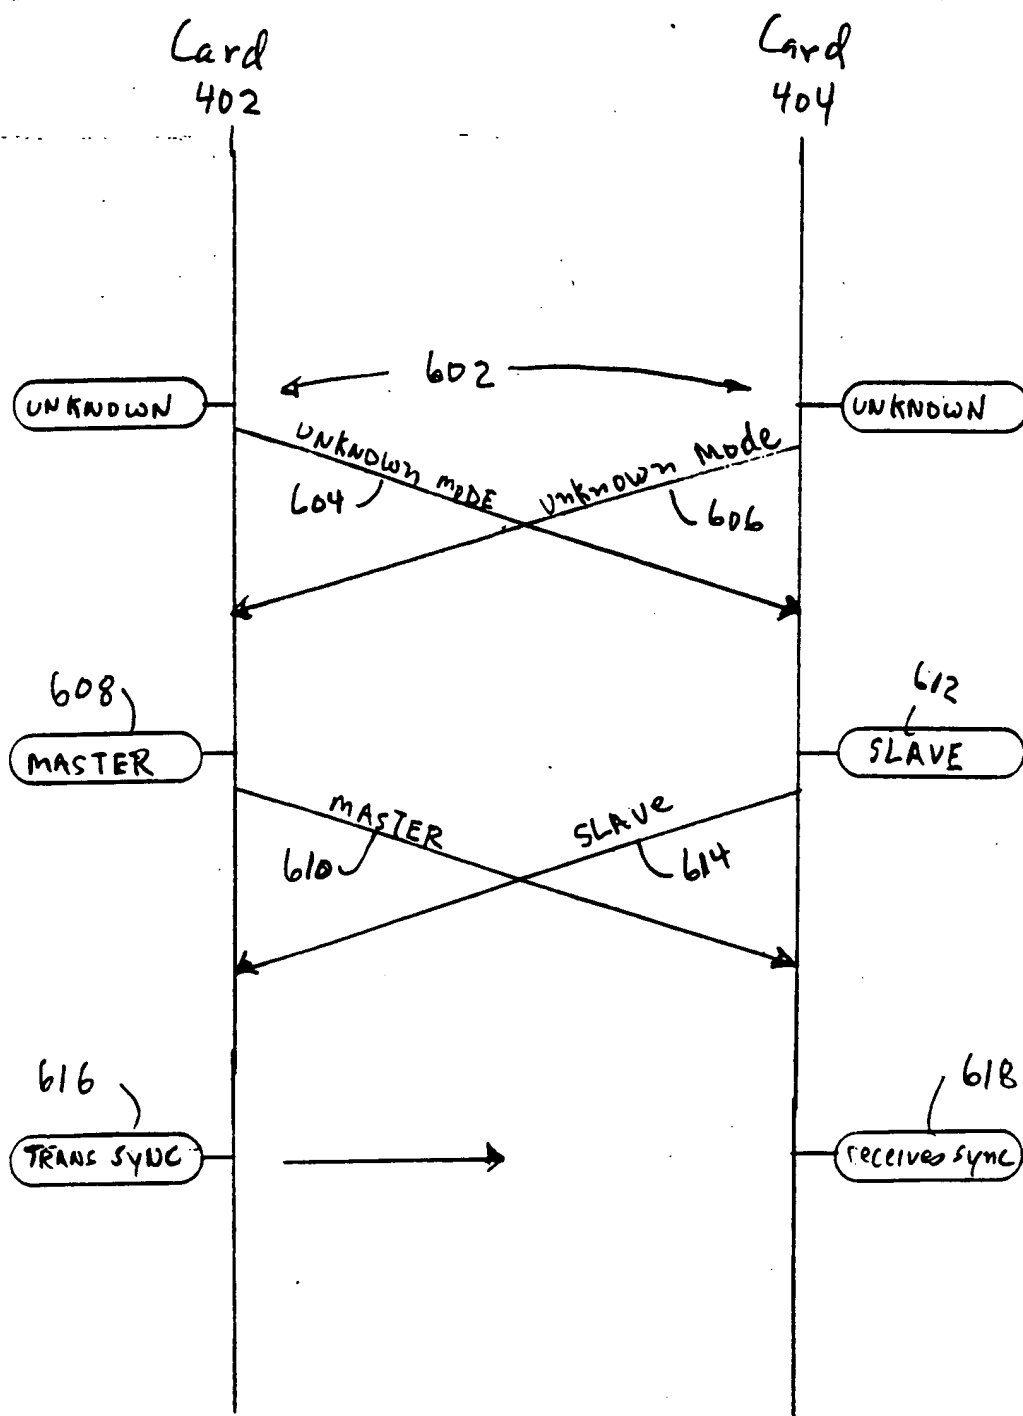 Card
402
Card
404
602
UNKNOWN
UNKNOWN
UNKNOWN MODE
Unknown Mode
604
606
608
612
MASTER
SLAVE
MASTER
SLAVE
610
614
616
618
TRANS SYNC
receives sync